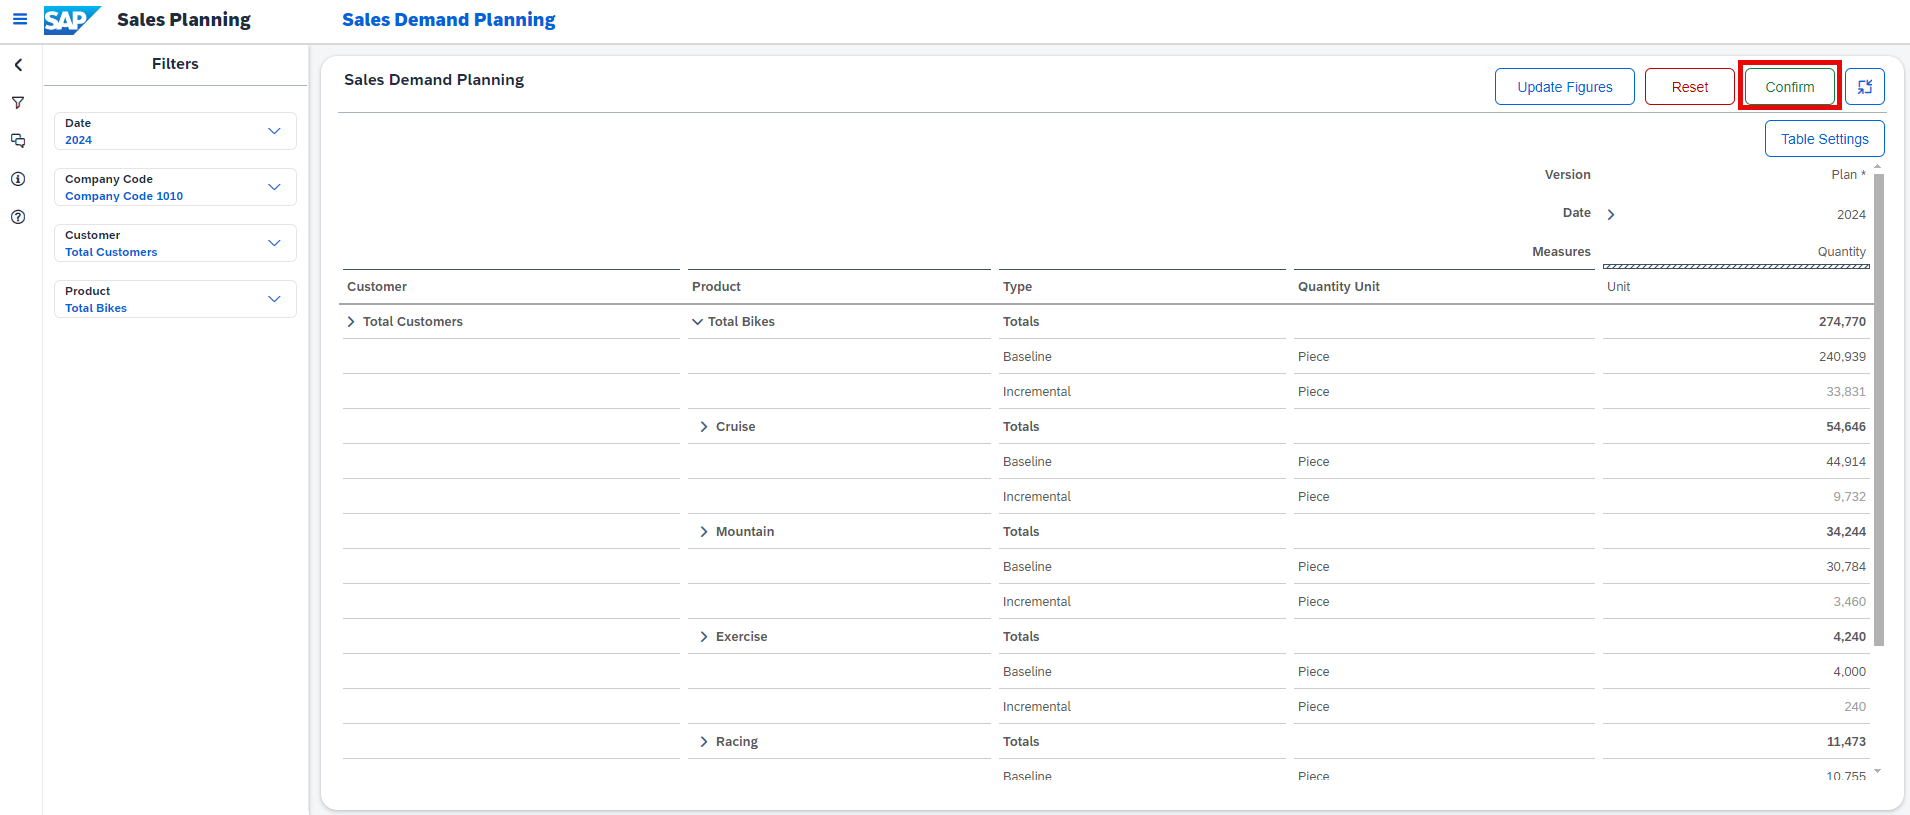 SAP Sales Planning Sales Demand Planning
Filters
Date
2024
Company Code
Company Code 1010
Customer
Total Customers
Product
Total Bikes
Sales Demand Planning
Update Figures Reset Confirm
Table Settings
Version Plan *
Date 2024
Measures Quantity
Customer Product Type Quantity Unit Unit
Total Customers Total Bikes Totals 274,770
Baseline Piece 240,939
Incremental Piece 33,831
Cruise Totals 54,646
Baseline Piece 44,914
Incremental Piece 9,732
Mountain Totals 34,244
Baseline Piece 30,784
Incremental Piece 3,460
Exercise Totals 4,240
Baseline Piece 4,000
Incremental Piece 240
Racing Totals 11,473
Baseline Piece 10,755